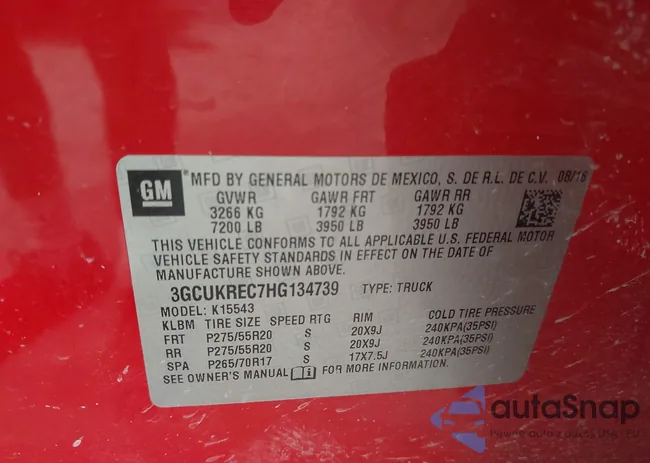 GM
MFD BY GENERAL MOTORS DE MEXICO, S. DE R.L. DE C.V. 08/16
GVWR GAWR FRT GAWR RR
3266 KG 1792 KG 1792 KG
7200 LB 3950 LB 3950 LB
THIS VEHICLE CONFORMS TO ALL APPLICABLE U.S. FEDERAL MOTOR
VEHICLE SAFETY STANDARDS IN EFFECT ON THE DATE OF
MANUFACTURE SHOWN ABOVE.
3GCUKREC7HG134739 TYPE: TRUCK
MODEL: K15543
KLBM TIRE SIZE SPEED RTG RIM COLD TIRE PRESSURE
FRT P275/55R20 S 20X9J 240KPA(35PSI)
RR P275/55R20 S 20X9J 240KPA(35PSI)
SPA P265/70R17 S 17X7.5J 240KPA(35PSI)
SEE OWNER'S MANUAL FOR MORE INFORMATION.
autaSnap